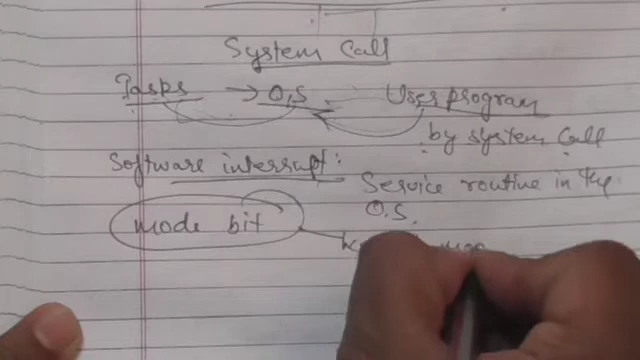 System Call
Tasks → O.S. User program
by system call
Software interrupt:
Service routine in the
O.S.
mode bit